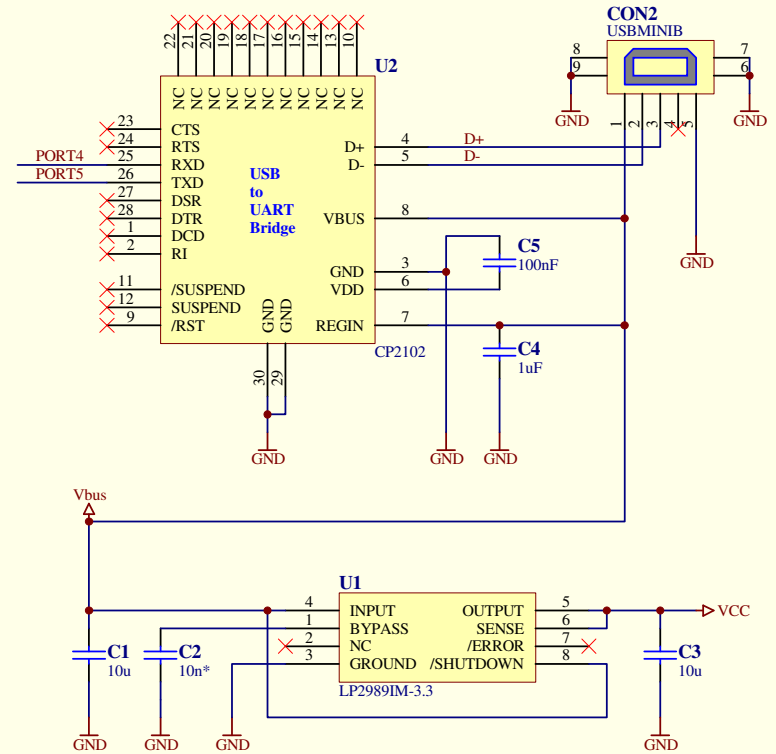 CON2
USBMINIB
8
9
7
6
1
2
3
4
5
GND
GND
GND
22
21
20
19
18
17
16
15
14
13
10
NC
NC
NC
NC
NC
NC
NC
NC
NC
NC
NC
U2
23 CTS
24 RTS
PORT4 25 RXD
PORT5 26 TXD
27 DSR
28 DTR
1 DCD
2 RI
11 /SUSPEND
12 SUSPEND
9 /RST
USB
to
UART
Bridge
D+ 4 D+
D- 5 D-
VBUS 8
GND 3
VDD 6
REGIN 7
GND
GND
30
29
CP2102
C5
100nF
C4
1uF
GND
GND
GND
Vbus
U1
4 INPUT
1 BYPASS
2 NC
3 GROUND
OUTPUT 5
SENSE 6
/ERROR 7
/SHUTDOWN 8
LP2989IM-3.3
VCC
C1
10u
C2
10n*
C3
10u
GND
GND
GND
GND